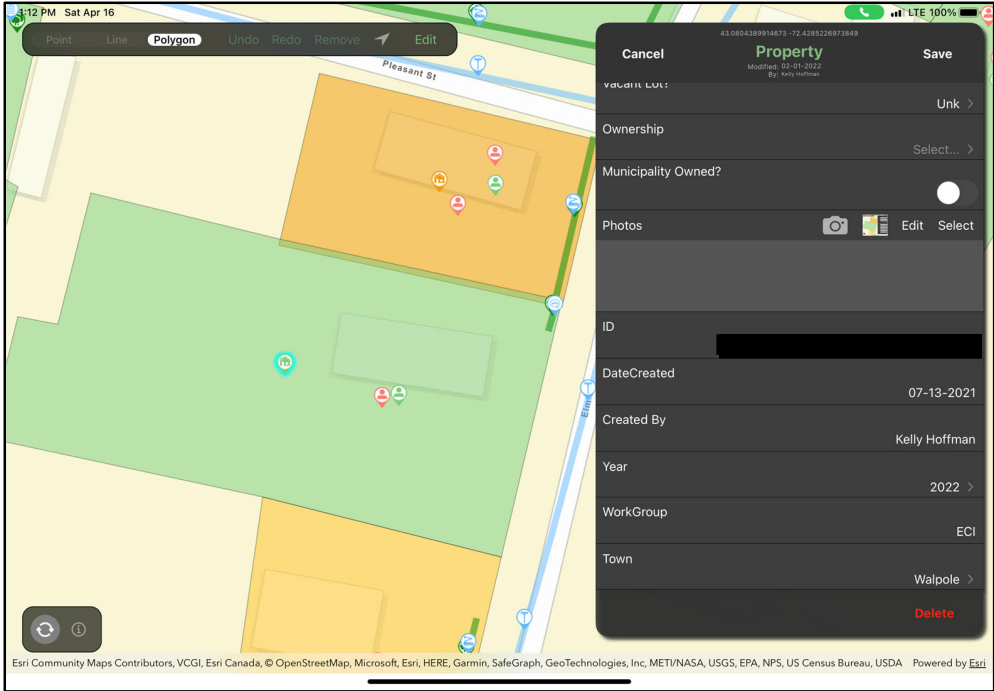 1:12 PM Sat Apr 16
LTE 100%
Point Line Polygon Undo Redo Remove Edit
Pleasant St
Elm
43.0804389914673 -72.4285226973849
Cancel Property Save
Modified: 02-01-2022
By: Kelly Hoffman
Vacant Lot?
Unk >
Ownership
Select... >
Municipality Owned?
Photos Edit Select
ID
DateCreated
07-13-2021
Created By
Kelly Hoffman
Year
2022 >
WorkGroup
ECI
Town
Walpole >
Delete
Esri Community Maps Contributors, VCGI, Esri Canada, © OpenStreetMap, Microsoft, Esri, HERE, Garmin, SafeGraph, GeoTechnologies, Inc, METI/NASA, USGS, EPA, NPS, US Census Bureau, USDA Powered by Esri